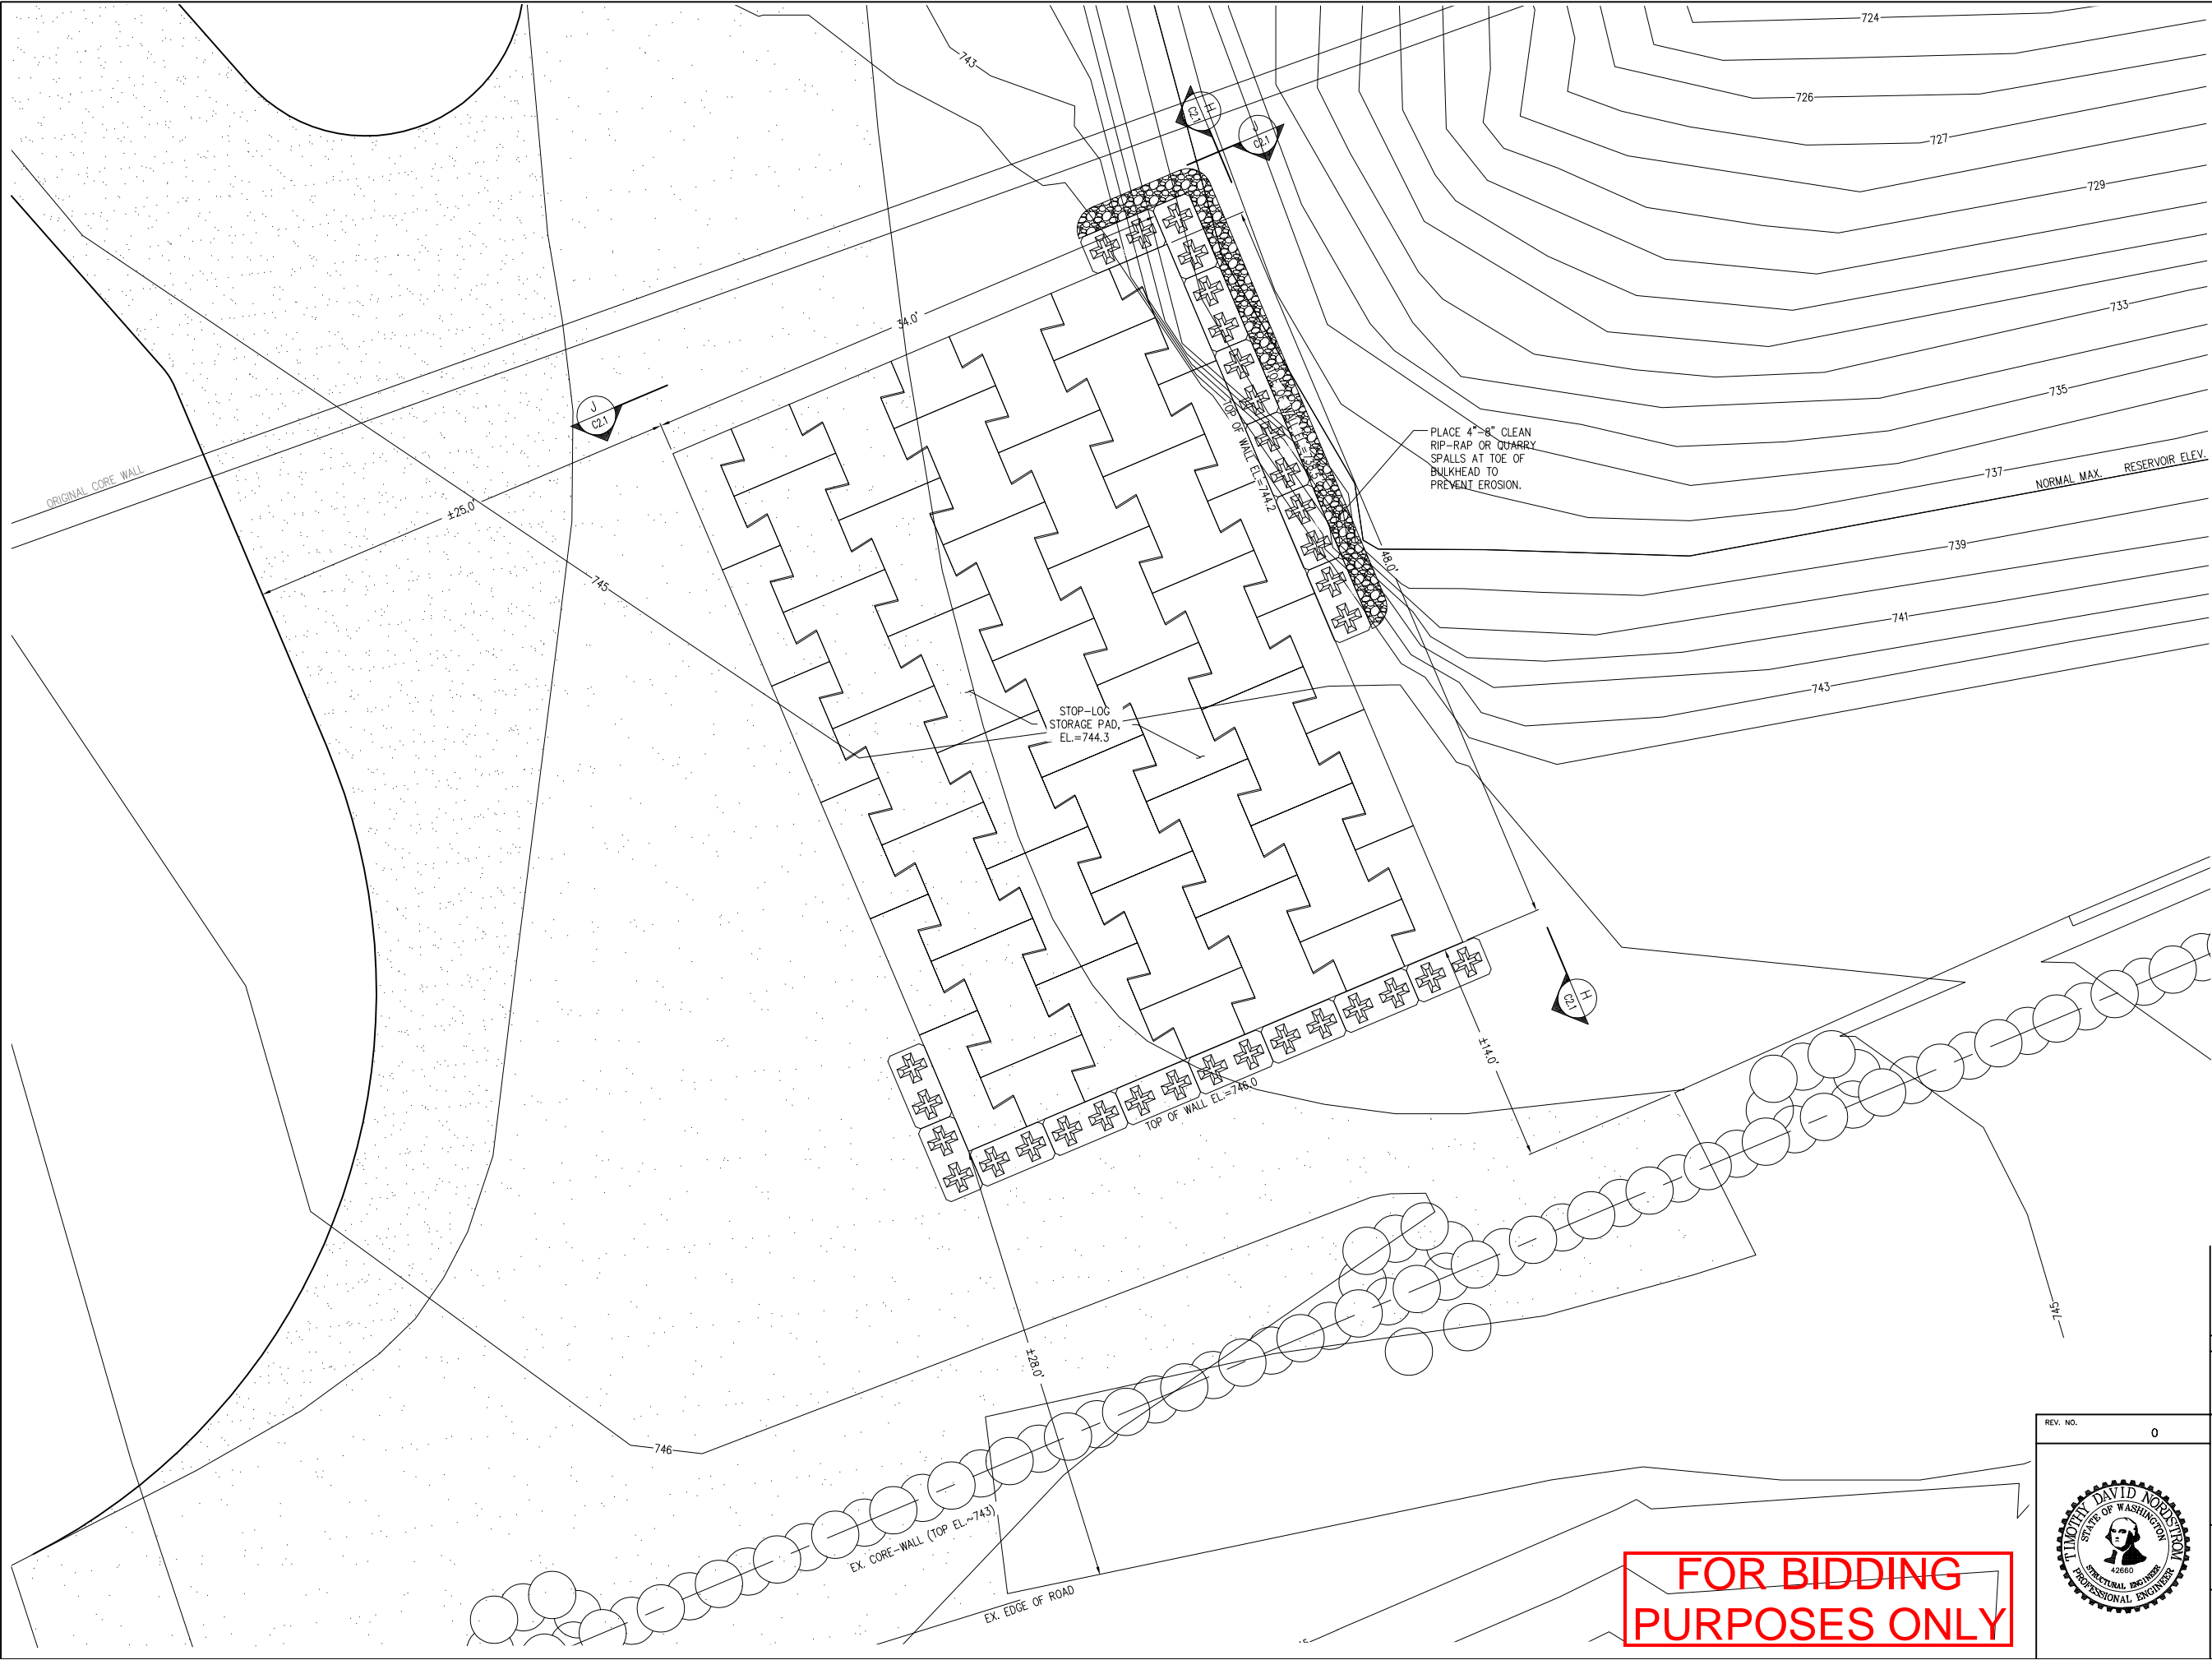 724
743
726
H
C2.1
J
C2.1
727
729
34.0'
733
735
J
C2.1
TOP OF WALL EL.=744.2
PLACE 4"-8" CLEAN
RIP-RAP OR QUARRY
SPALLS AT TOE OF
BULKHEAD TO
PREVENT EROSION.
737
NORMAL MAX. RESERVOIR ELEV.
ORIGINAL CORE WALL
±25.0'
739
48.0'
745
741
743
STOP-LOG
STORAGE PAD,
EL.=744.3
H
C2.1
±14.0'
TOP OF WALL EL.=746.0
745
±28.0'
746
EX. CORE-WALL (TOP EL.~743)
EX. EDGE OF ROAD
REV. NO.
0
TIMOTHY DAVID NORDSTROM
STATE OF WASHINGTON
42660
STRUCTURAL ENGINEER
PROFESSIONAL ENGINEER
FOR BIDDING
PURPOSES ONLY